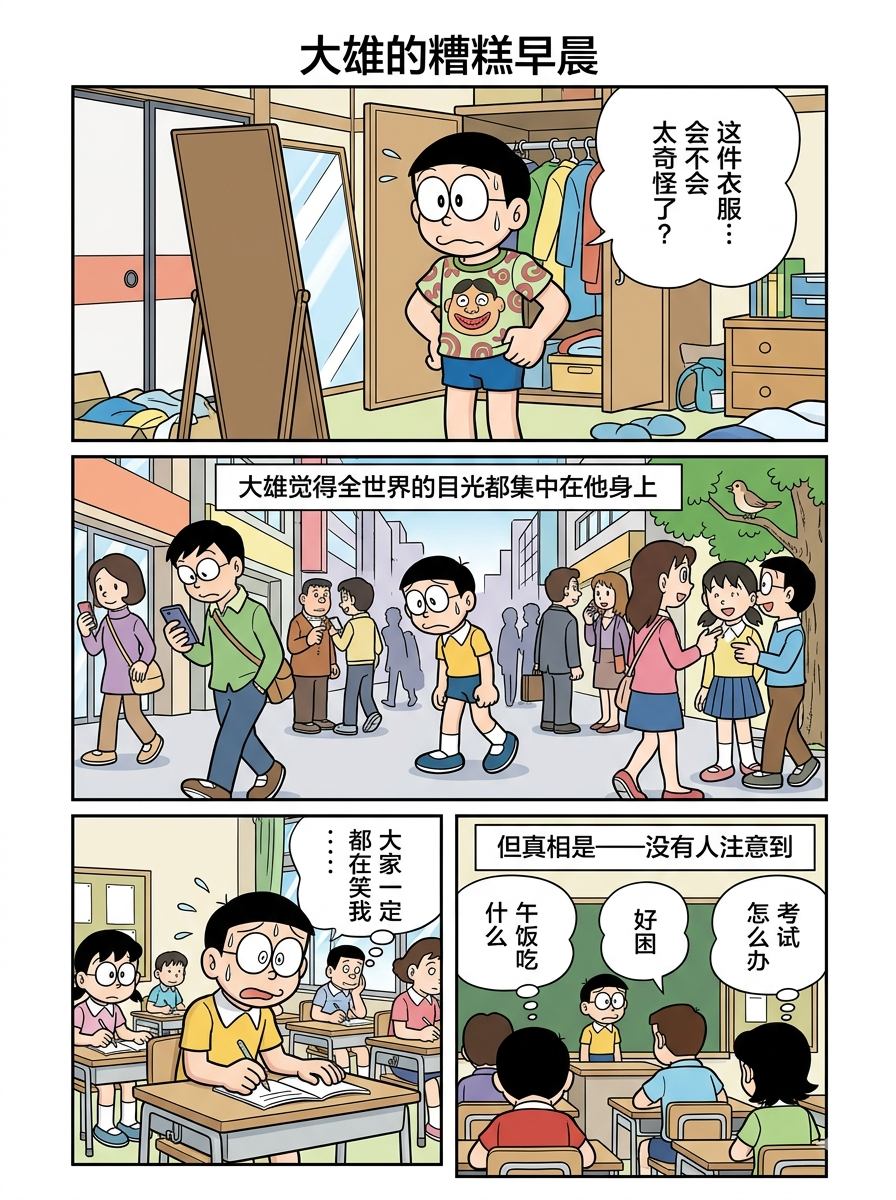 大雄的糟糕早晨
这件衣服…
会不会
太奇怪了？
大雄觉得全世界的目光都集中在他身上
大家一定
都在笑我
……
但真相是——没有人注意到
午饭吃
什么
好困
考试
怎么办